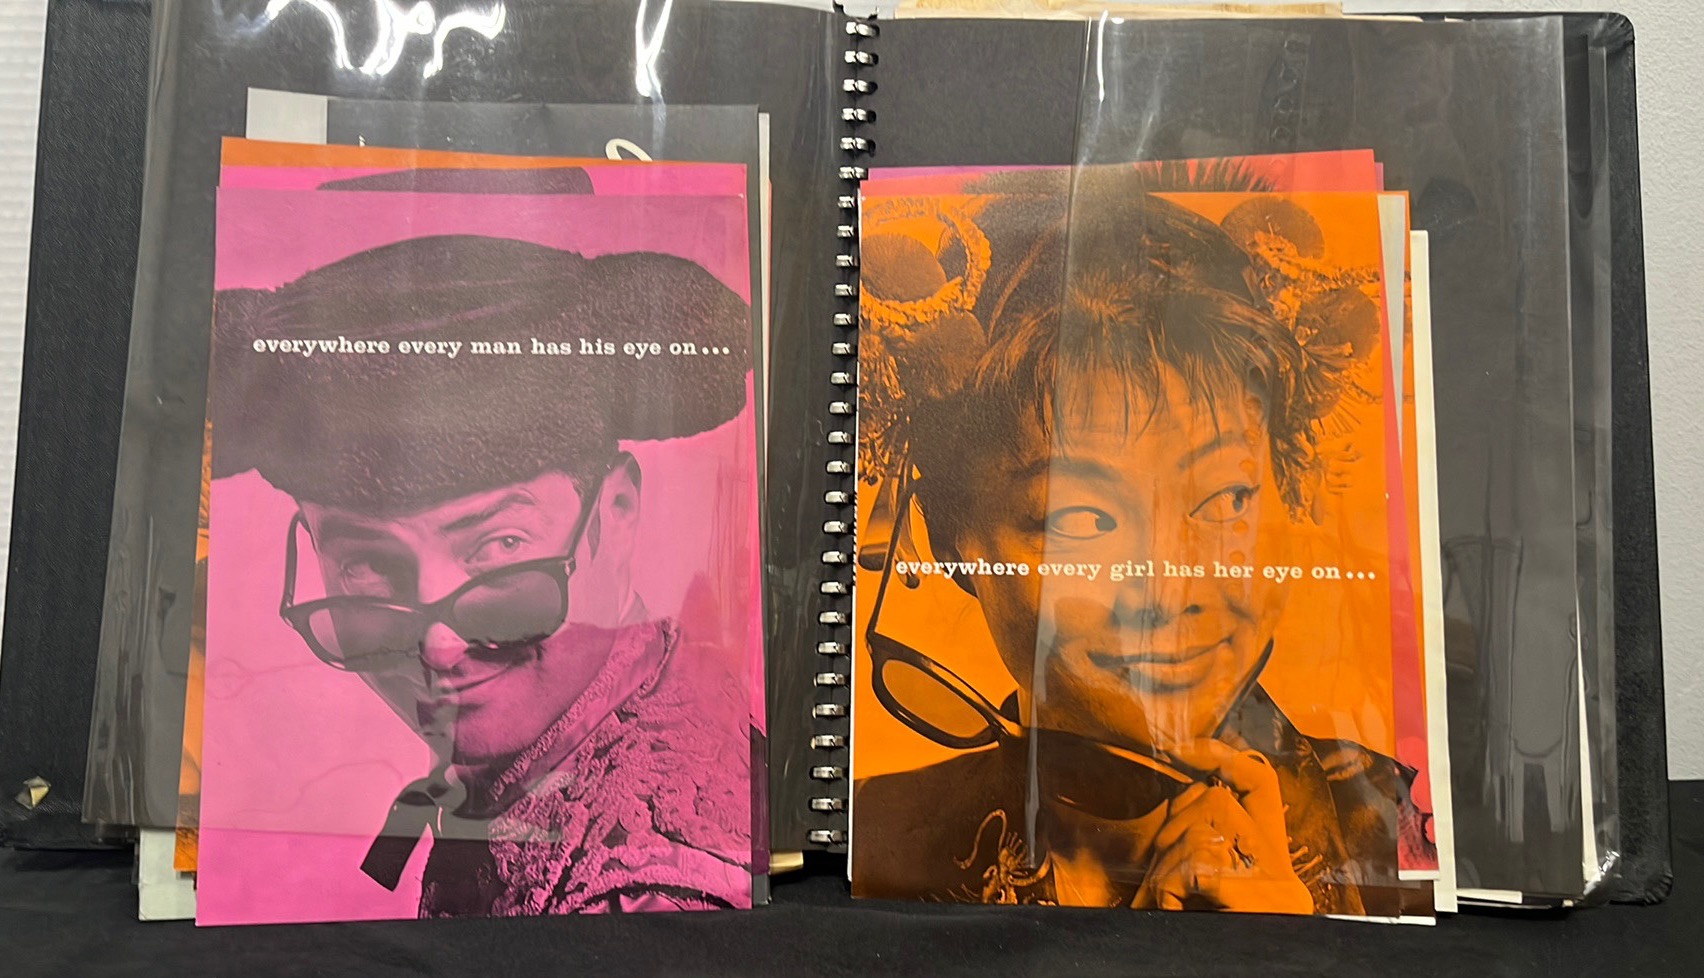 everywhere every man has his eye on...
everywhere every girl has her eye on...